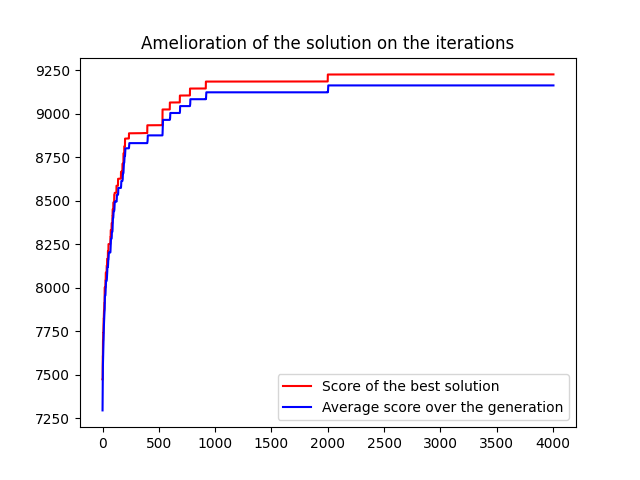 Amelioration of the solution on the iterations
9250
9000
8750
8500
8250
8000
7750
7500
7250
Score of the best solution
Average score over the generation
0 500 1000 1500 2000 2500 3000 3500 4000